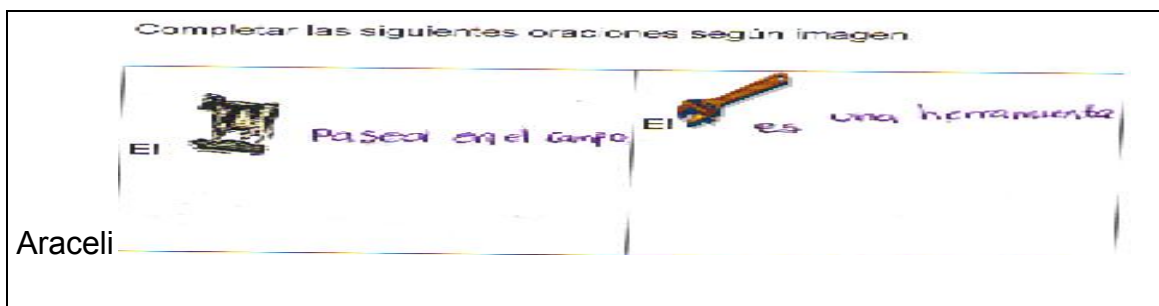 Completar las siguientes oraciones según imagen
El Pasear en el campo
El es una herramienta
Araceli